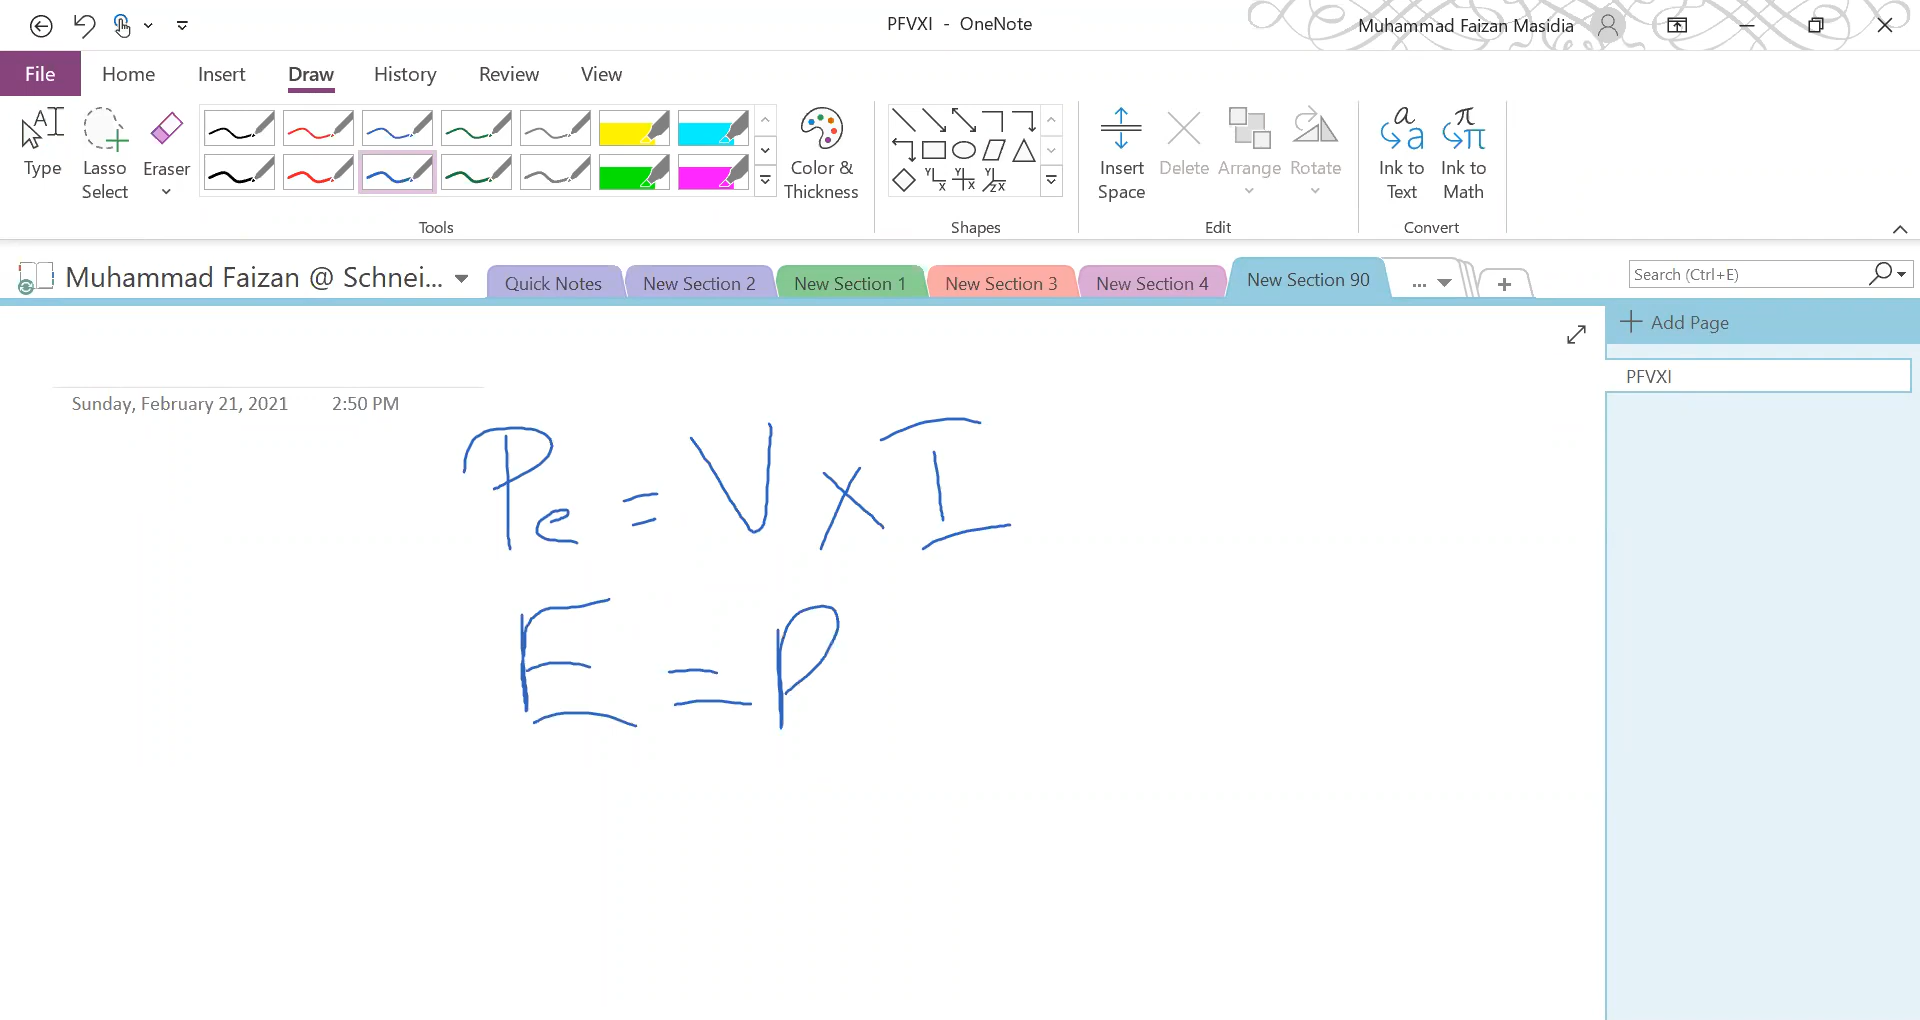 PFVXI - OneNote
Muhammad Faizan Masidia
File Home Insert Draw History Review View
Type
Lasso Select
Eraser
Color & Thickness
Insert Space
Delete
Arrange
Rotate
Ink to Text
Ink to Math
Tools
Shapes
Edit
Convert
Muhammad Faizan @ Schnei...
Quick Notes
New Section 2
New Section 1
New Section 3
New Section 4
New Section 90
...
Search (Ctrl+E)
Add Page
PFVXI
Sunday, February 21, 2021 2:50 PM
Pe = V x I
E = P